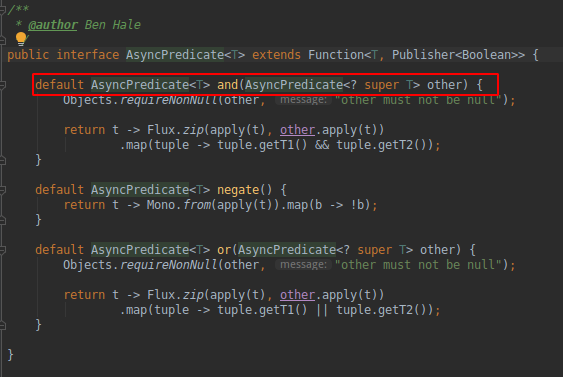 /**
 * @author Ben Hale
public interface AsyncPredicate<T> extends Function<T, Publisher<Boolean>> {
default AsyncPredicate<T> and(AsyncPredicate<? super T> other) {
Objects.requireNonNull(other, message: "other must not be null");
return t -> Flux.zip(apply(t), other.apply(t))
.map(tuple -> tuple.getT1() && tuple.getT2());
}
default AsyncPredicate<T> negate() {
return t -> Mono.from(apply(t)).map(b -> !b);
}
default AsyncPredicate<T> or(AsyncPredicate<? super T> other) {
Objects.requireNonNull(other, message: "other must not be null");
return t -> Flux.zip(apply(t), other.apply(t))
.map(tuple -> tuple.getT1() || tuple.getT2());
}
}